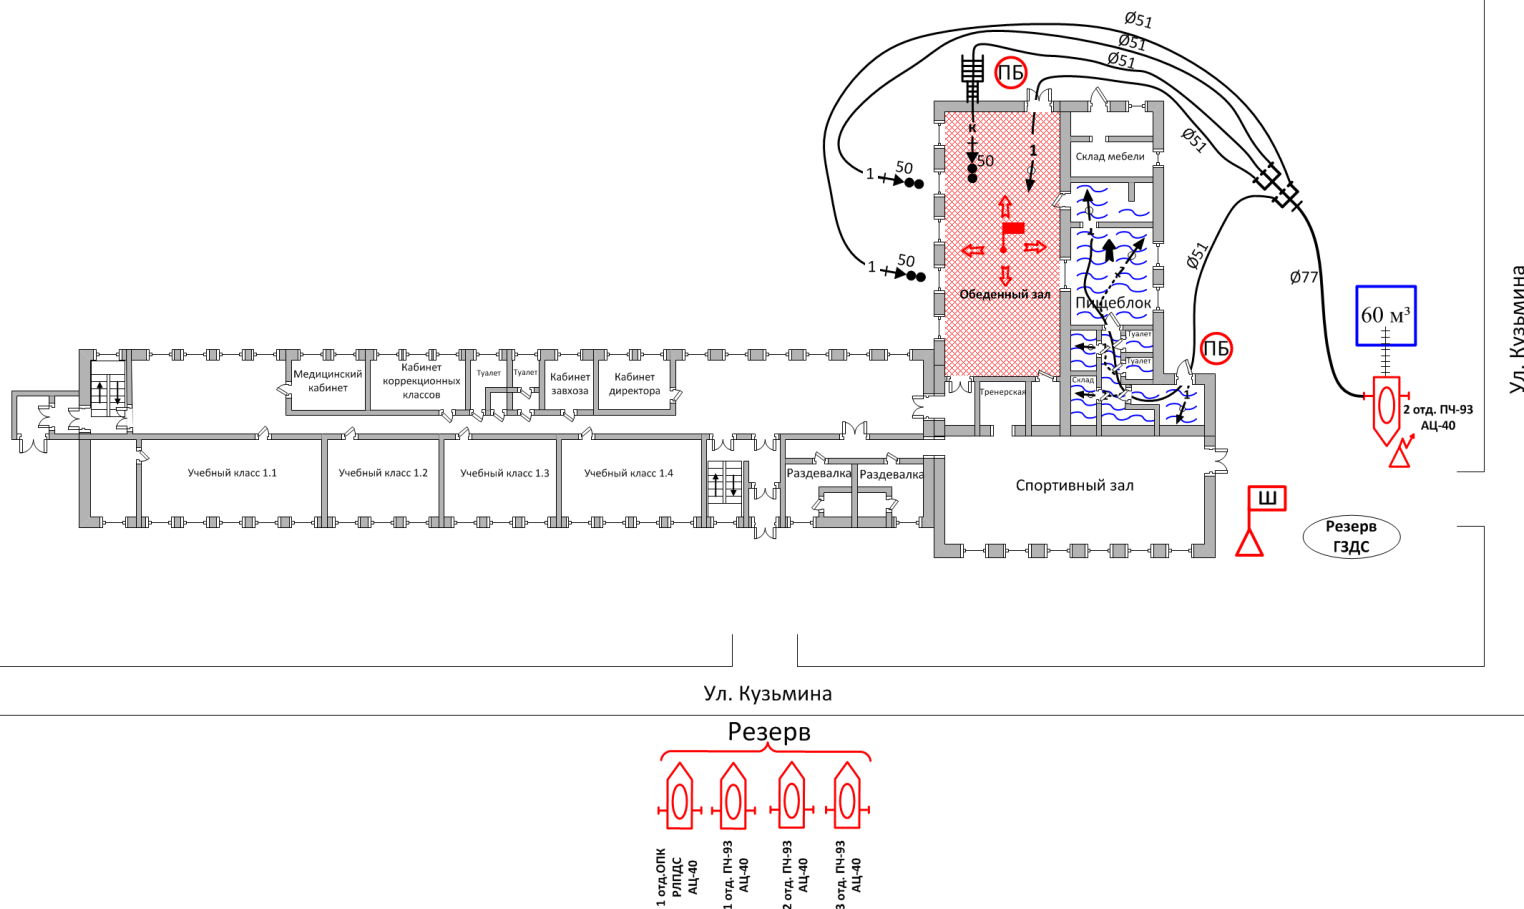 Ø51
Ø51
Ø51
ПБ
к
50
1
Ø51
Склад мебели
1 50
1 50
Ø51
Ø77
1
1
Обеденный зал
Пищеблок
60 м³
Ул. Кузьмина
ПБ
Туалет
Туалет
Склад
1
Тренерская
2 отд. ПЧ-93
АЦ-40
Медицинский
кабинет
Кабинет
коррекционных
классов
Туалет
Туалет
Кабинет
завхоза
Кабинет
директора
Учебный класс 1.1
Учебный класс 1.2
Учебный класс 1.3
Учебный класс 1.4
Раздевалка
Раздевалка
Спортивный зал
Ш
Резерв
ГЗДС
Ул. Кузьмина
Резерв
1 отд.ОПК
РЛПДС
АЦ-40
1 отд. ПЧ-93
АЦ-40
2 отд. ПЧ-93
АЦ-40
3 отд. ПЧ-93
АЦ-40